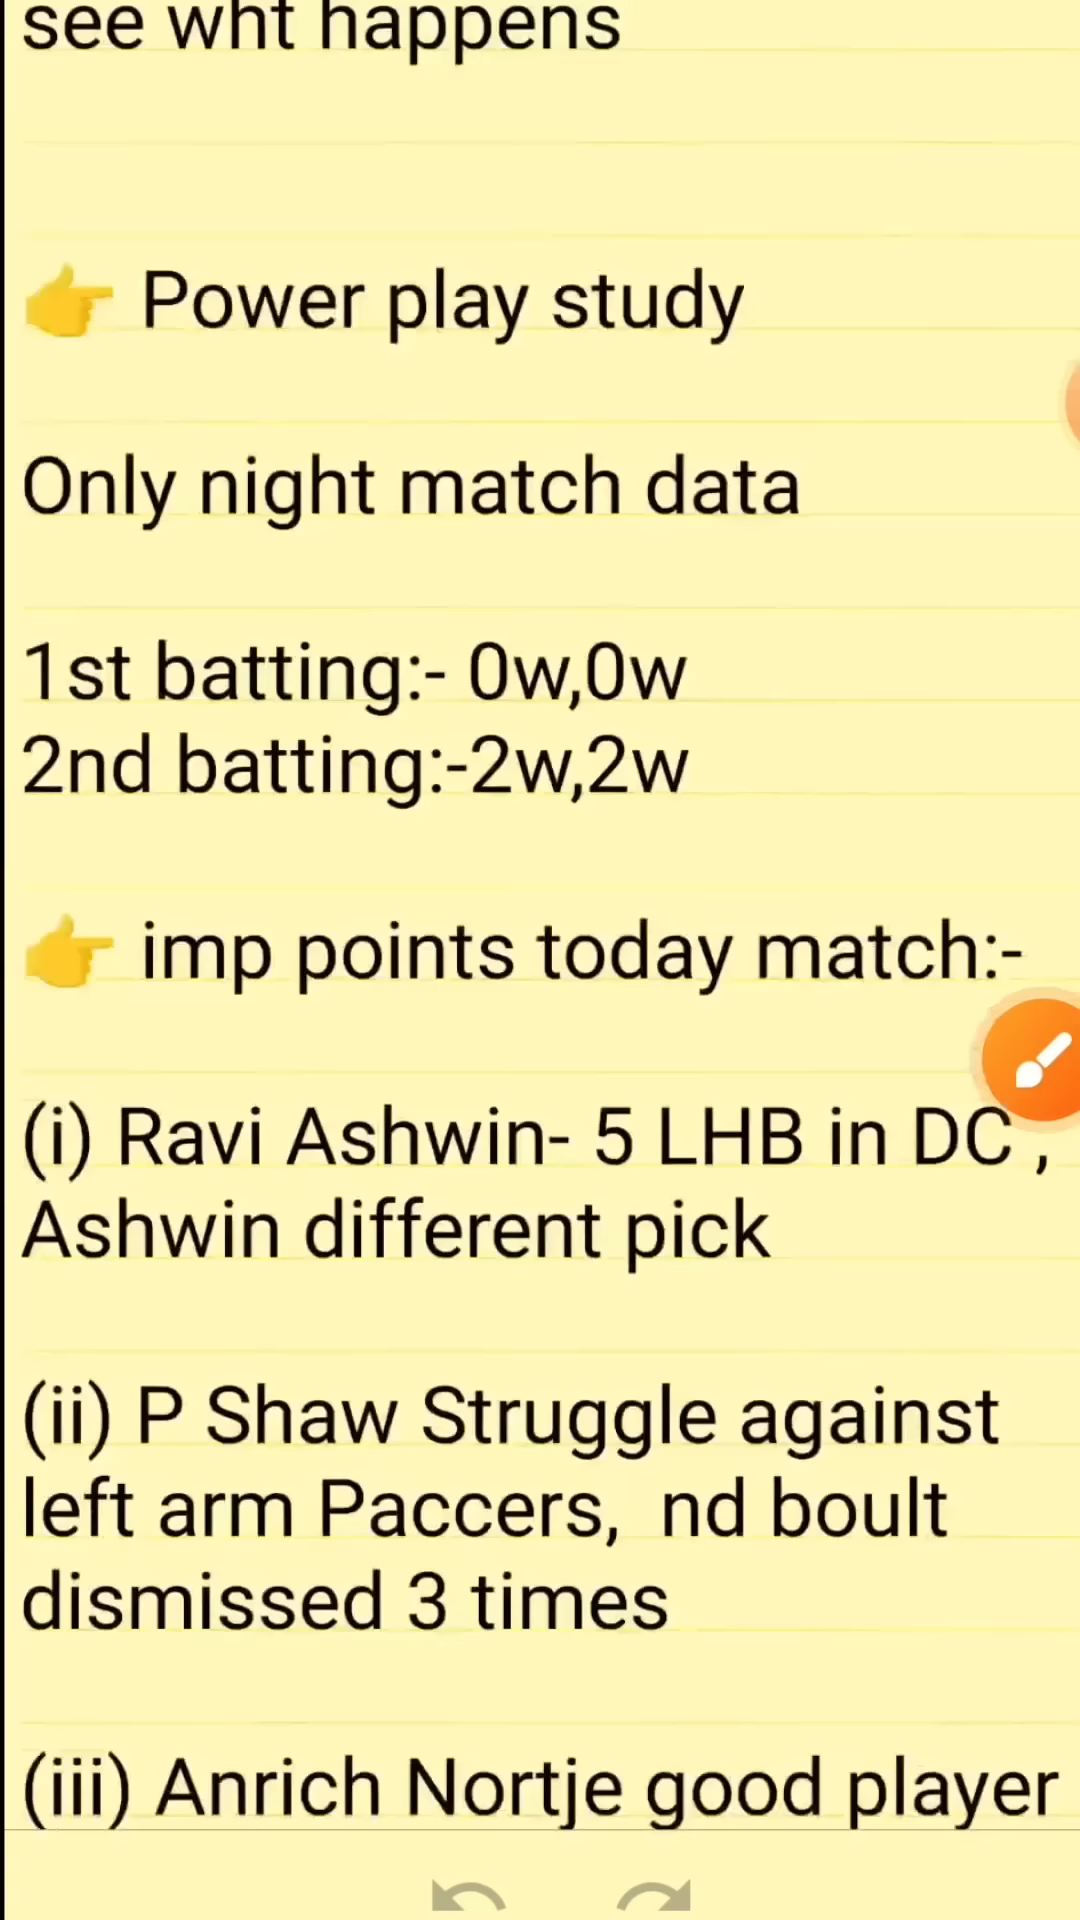 see wht happens
👉 Power play study
Only night match data
1st batting:- 0w,0w
2nd batting:-2w,2w
👉 imp points today match:-
(i) Ravi Ashwin- 5 LHB in DC ,
Ashwin different pick
(ii) P Shaw Struggle against
left arm Paccers,  nd boult
dismissed 3 times
(iii) Anrich Nortje good player